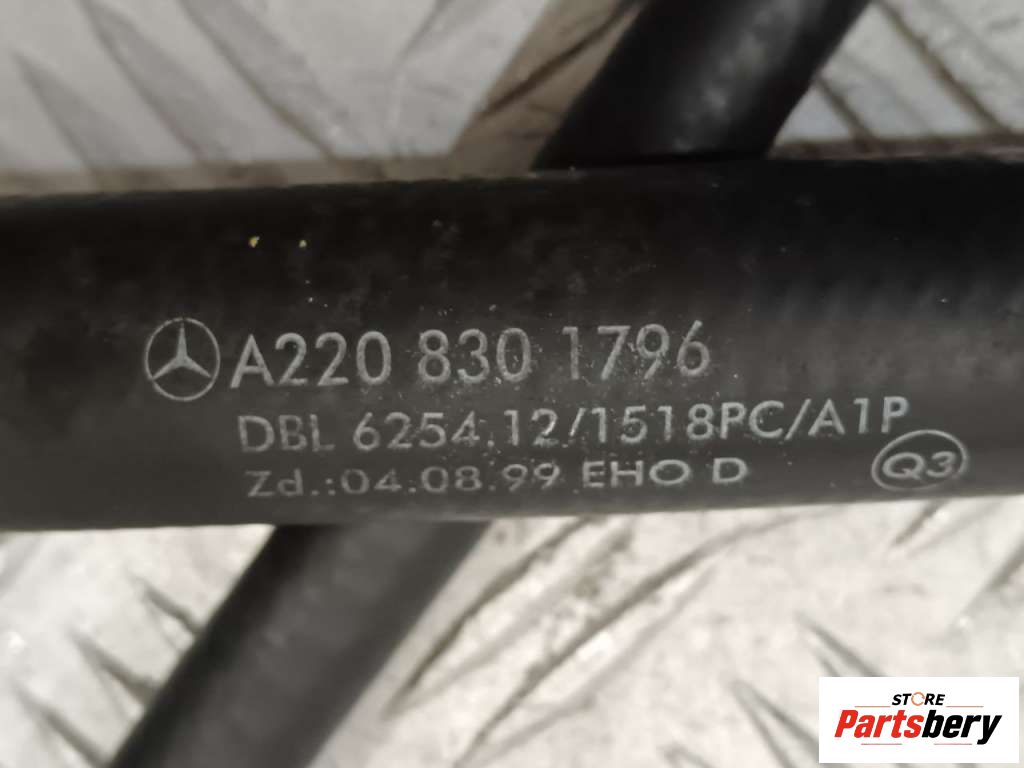 A220 830 1796
DBL 6254.12/1518PC/A1P
Zd.:04.08.99 EHO D
Q3
STORE
Partsbery